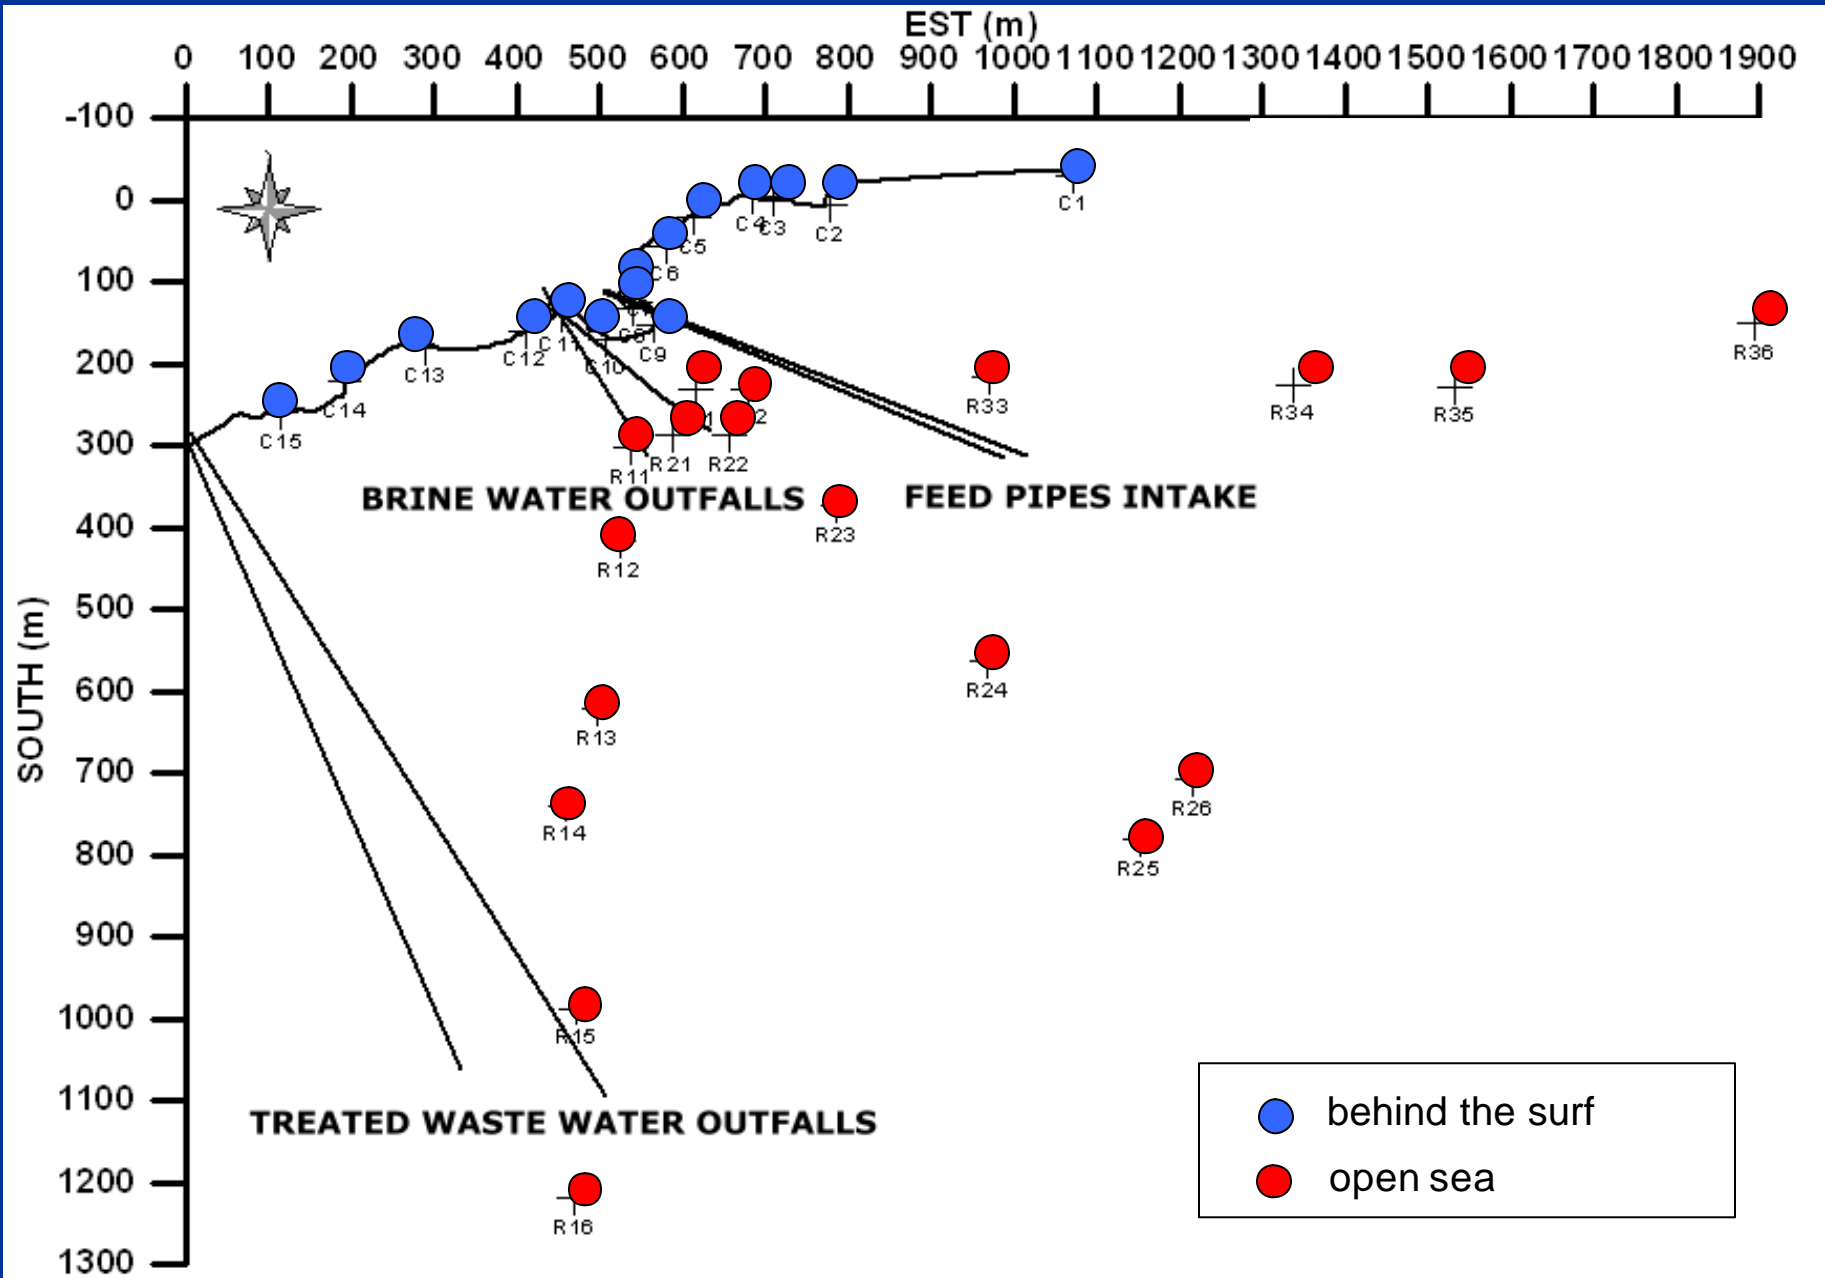 EST (m)
0 100 200 300 400 500 600 700 800 900 1000 1100 1200 1300 1400 1500 1600 1700 1800 1900
-100
0
100
200
300
400
500
600
700
800
900
1000
1100
1200
1300
SOUTH (m)
C1
C4
C3
C2
C5
C6
C9
C10
C11
C12
C13
C14
C15
R36
R33
R34
R35
R21
R22
R11
BRINE WATER OUTFALLS
FEED PIPES INTAKE
R23
R12
R24
R13
R26
R14
R25
R15
TREATED WASTE WATER OUTFALLS
R16
behind the surf
open sea